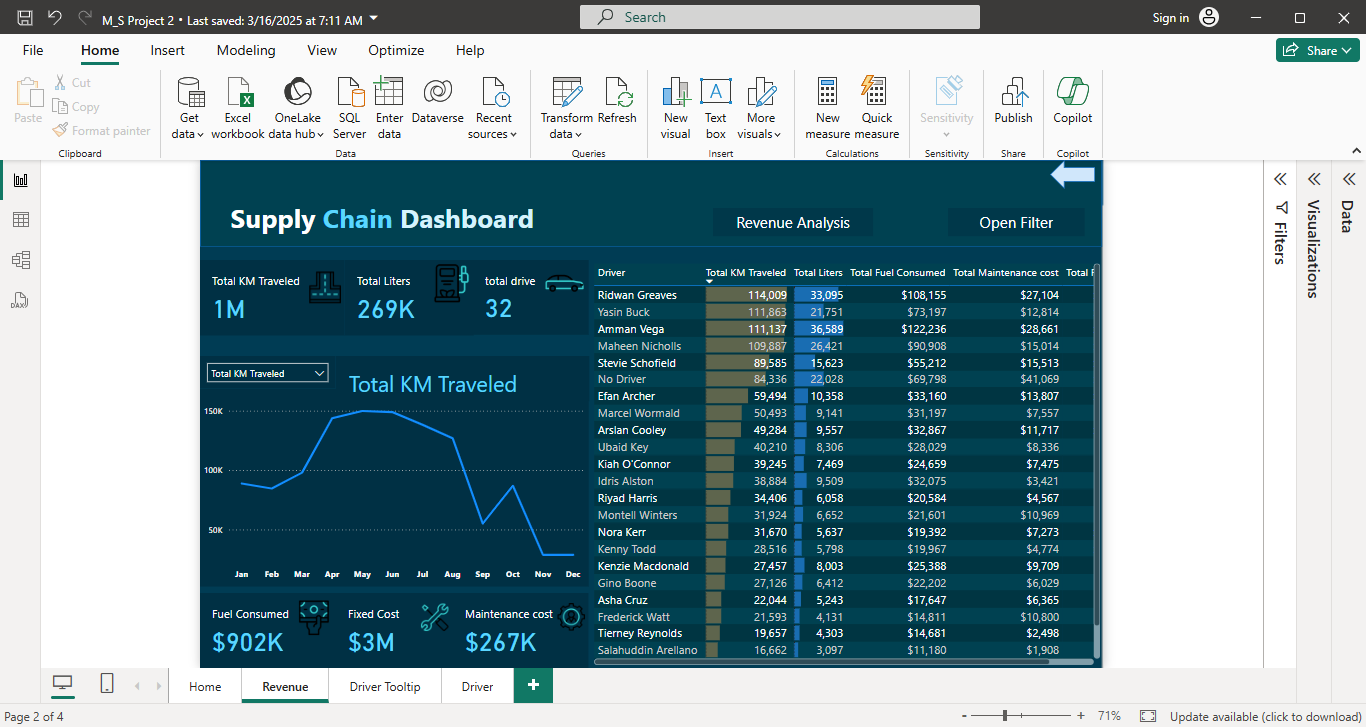 M_S Project 2 • Last saved: 3/16/2025 at 7:11 AM
Search
Sign in
File Home Insert Modeling View Optimize Help
Share
Paste
Cut
Copy
Format painter
Clipboard
Get data
Excel workbook
OneLake data hub
SQL Server
Enter data
Dataverse
Recent sources
Data
Transform data
Refresh
Queries
New visual
Text box
More visuals
Insert
New measure
Quick measure
Calculations
Sensitivity
Sensitivity
Publish
Share
Copilot
Copilot
DAX
Supply Chain Dashboard
Revenue Analysis
Open Filter
Total KM Traveled
1M
Total Liters
269K
total drive
32
Total KM Traveled
Total KM Traveled
150K
100K
50K
Jan Feb Mar Apr May Jun Jul Aug Sep Oct Nov Dec
Fuel Consumed
$902K
Fixed Cost
$3M
Maintenance cost
$267K
Driver Total KM Traveled Total Liters Total Fuel Consumed Total Maintenance cost Total F
Ridwan Greaves 114,009 33,095 $108,155 $27,104
Yasin Buck 111,863 21,751 $73,197 $12,814
Amman Vega 111,137 36,589 $122,236 $28,661
Maheen Nicholls 109,887 26,421 $90,908 $15,014
Stevie Schofield 89,585 15,623 $55,212 $15,513
No Driver 84,336 22,028 $69,798 $41,069
Efan Archer 59,494 10,358 $33,160 $13,807
Marcel Wormald 50,493 9,141 $31,197 $7,557
Arslan Cooley 49,284 9,557 $32,867 $11,717
Ubaid Key 40,210 8,306 $28,029 $8,336
Kiah O'Connor 39,245 7,469 $24,659 $7,475
Idris Alston 38,884 9,509 $32,075 $3,421
Riyad Harris 34,406 6,058 $20,584 $4,567
Montell Winters 31,924 6,652 $21,601 $10,969
Nora Kerr 31,670 5,637 $19,392 $7,273
Kenny Todd 28,516 5,798 $19,967 $4,774
Kenzie Macdonald 27,457 8,003 $25,388 $9,709
Gino Boone 27,126 6,412 $22,202 $6,029
Asha Cruz 22,044 5,243 $17,647 $6,365
Frederick Watt 21,593 4,131 $14,811 $10,800
Tierney Reynolds 19,657 4,303 $14,681 $2,498
Salahuddin Arellano 16,662 3,097 $11,180 $1,908
Filters
Visualizations
Data
Home Revenue Driver Tooltip Driver
Page 2 of 4
71%
Update available (click to download)